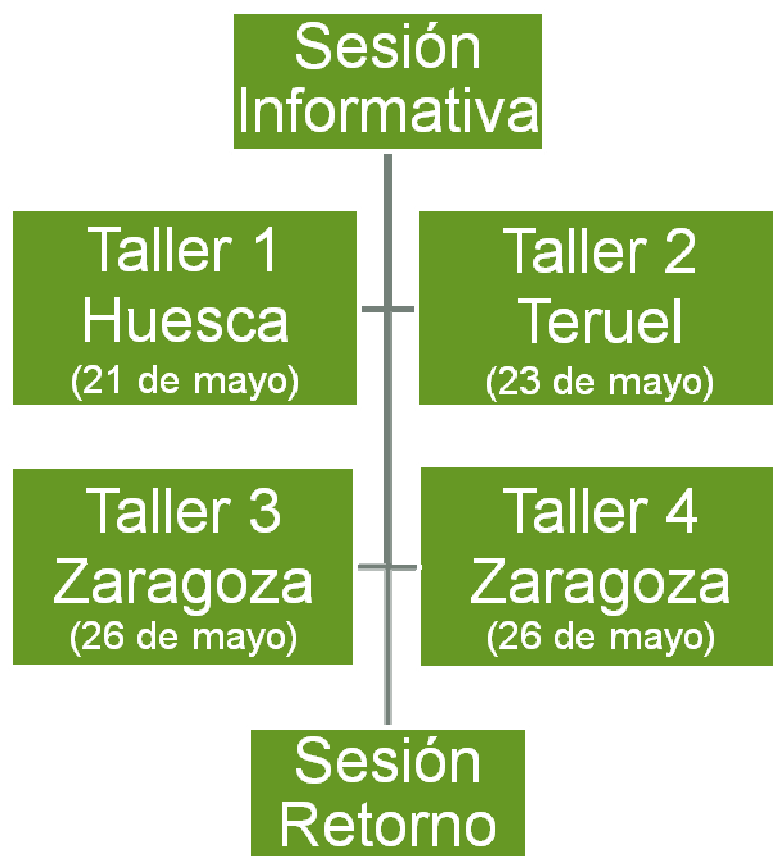 Sesión
Informativa
Taller 1
Huesca
(21 de mayo)
Taller 2
Teruel
(23 de mayo)
Taller 3
Zaragoza
(26 de mayo)
Taller 4
Zaragoza
(26 de mayo)
Sesión
Retorno